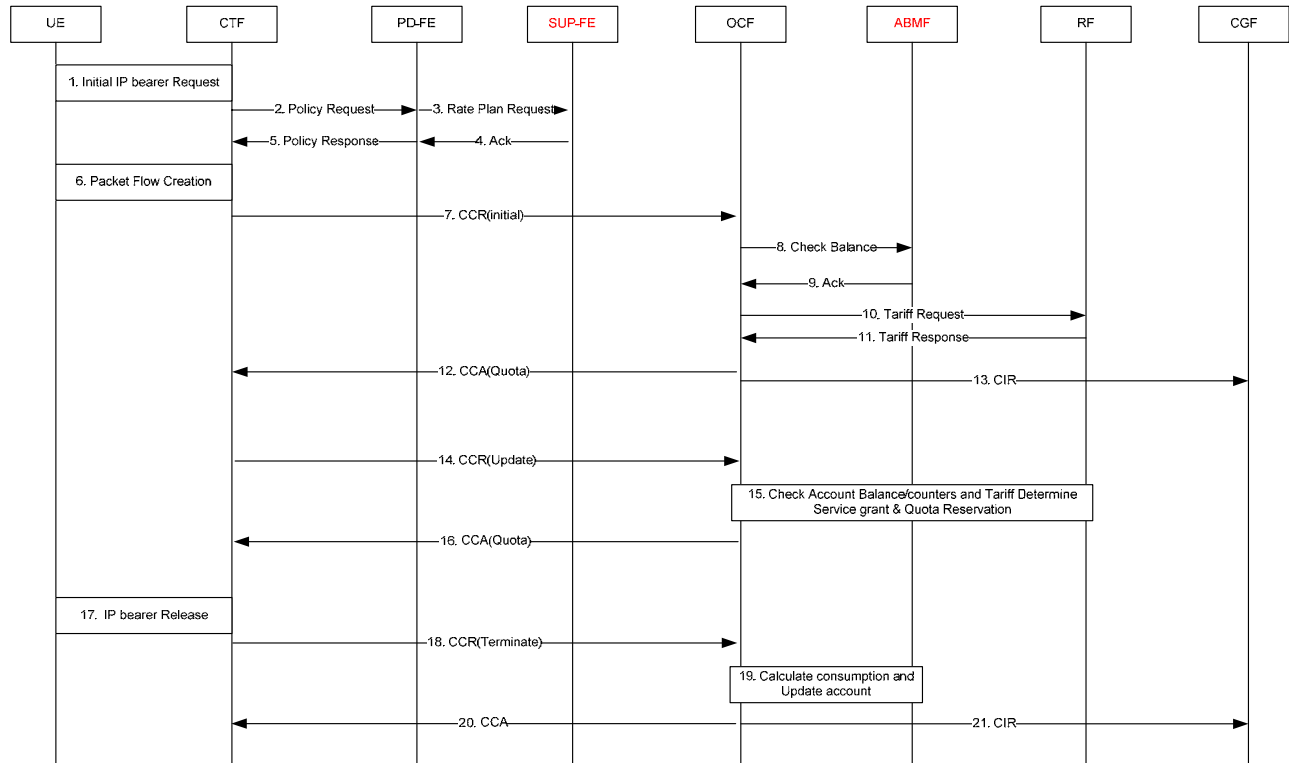 UE
CTF
PD-FE
SUP-FE
OCF
ABMF
RF
CGF
1. Initial IP bearer Request
2. Policy Request
3. Rate Plan Request
5. Policy Response
4. Ack
6. Packet Flow Creation
7. CCR(initial)
8. Check Balance
9. Ack
10. Tariff Request
11. Tariff Response
12. CCA(Quota)
13. CIR
14. CCR(Update)
15. Check Account Balance/counters and Tariff Determine
Service grant & Quota Reservation
16. CCA(Quota)
17. IP bearer Release
18. CCR(Terminate)
19. Calculate consumption and
Update account
20. CCA
21. CIR